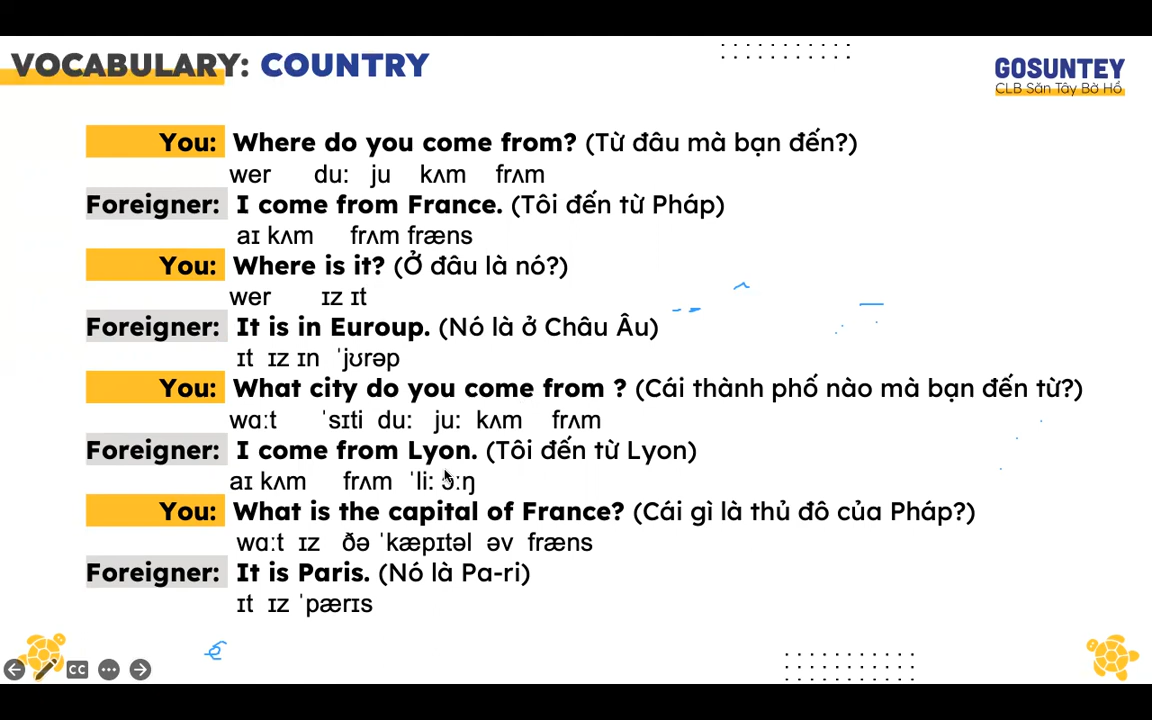 VOCABULARY: COUNTRY
GOSUNTEY
CLB Săn Tây Bờ Hồ
You: Where do you come from? (Từ đâu mà bạn đến?)
wer du: ju kʌm frʌm
Foreigner: I come from France. (Tôi đến từ Pháp)
aɪ kʌm frʌm fræns
You: Where is it? (Ở đâu là nó?)
wer ɪz ɪt
Foreigner: It is in Euroup. (Nó là ở Châu Âu)
ɪt ɪz ɪn ˈjʊrəp
You: What city do you come from ? (Cái thành phố nào mà bạn đến từ?)
wɑːt ˈsɪti duː juː kʌm frʌm
Foreigner: I come from Lyon. (Tôi đến từ Lyon)
aɪ kʌm frʌm ˈliː ɔːŋ
You: What is the capital of France? (Cái gì là thủ đô của Pháp?)
wɑːt ɪz ðə ˈkæpɪtəl əv fræns
Foreigner: It is Paris. (Nó là Pa-ri)
ɪt ɪz ˈpærɪs
CC